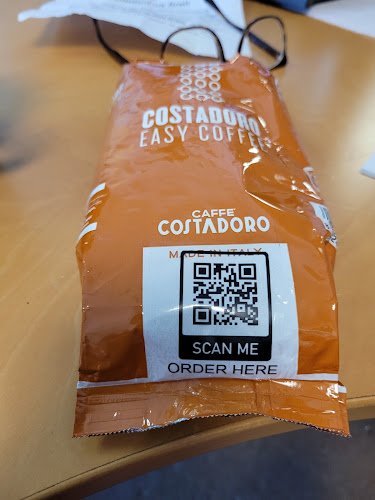 COSTADORO
EASY COFFEE
CAFFÈ
COSTADORO
MADE IN ITALY
SCAN ME
ORDER HERE